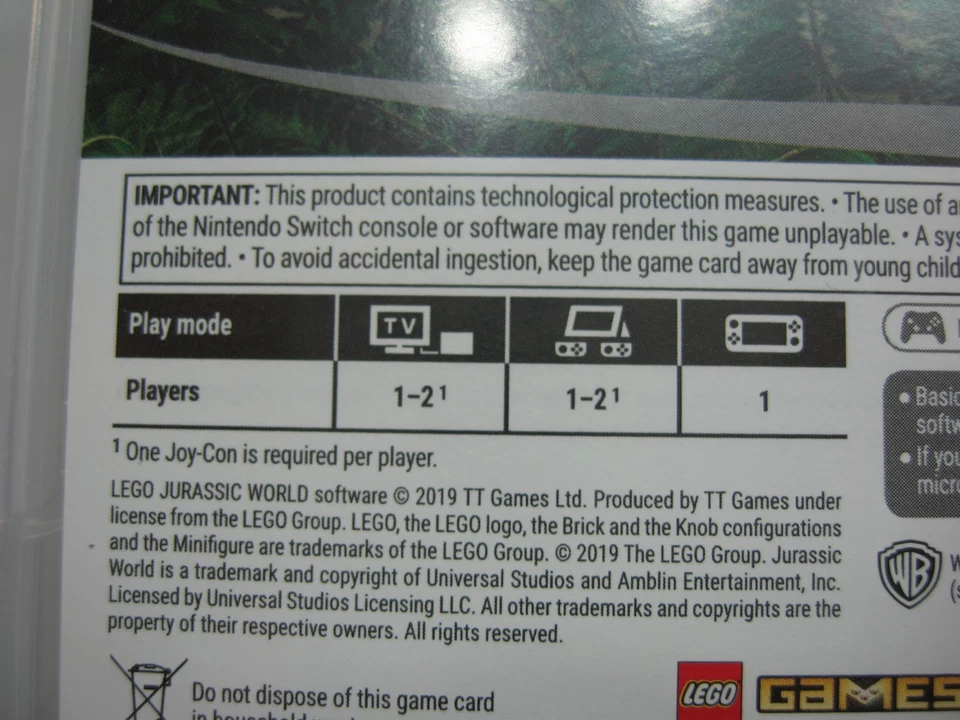 IMPORTANT: This product contains technological protection measures. • The use of
of the Nintendo Switch console or software may render this game unplayable. • A
prohibited. • To avoid accidental ingestion, keep the game card away from young
Play mode TV
Players 1–2¹ 1–2¹ 1
¹ One Joy-Con is required per player.
LEGO JURASSIC WORLD software © 2019 TT Games Ltd. Produced by TT Games under
license from the LEGO Group. LEGO, the LEGO logo, the Brick and the Knob configurations
and the Minifigure are trademarks of the LEGO Group. © 2019 The LEGO Group. Jurassic
World is a trademark and copyright of Universal Studios and Amblin Entertainment, Inc.
Licensed by Universal Studios Licensing LLC. All other trademarks and copyrights are the
property of their respective owners. All rights reserved.
• Basic
• If you
WB
Do not dispose of this game card
LEGO GAMES